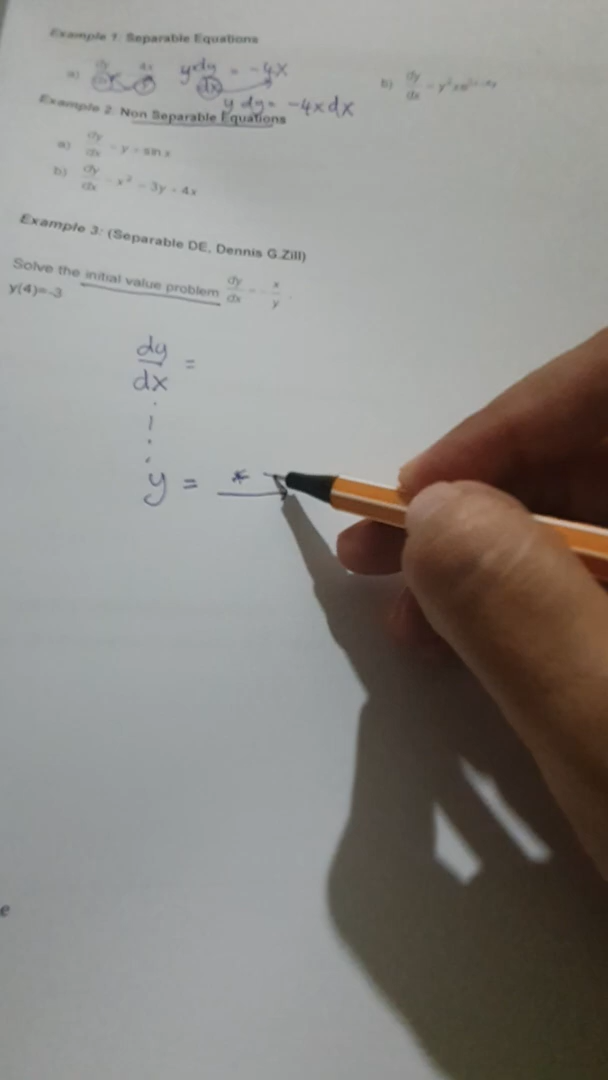 Example 1: Separable Equations
a) y dy/dx = -4x b) dy/dx = y²xe
y dy = -4x dx
Example 2: Non Separable Equations
a) dy/dx = y + sin x
b) dy/dx = x² - 3y + 4x
Example 3: (Separable DE, Dennis G.Zill)
Solve the initial value problem dy/dx = -x/y .
y(4)=-3
dy/dx =
y =
e